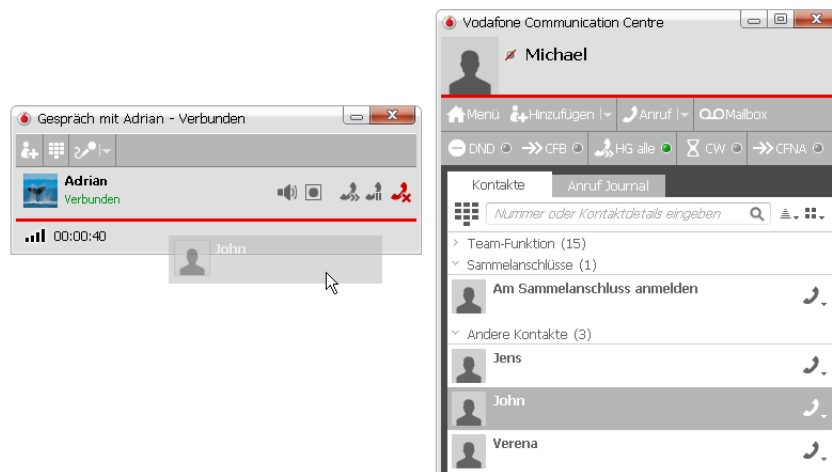 Gespräch mit Adrian - Verbunden
Adrian
Verbunden
00:00:40
John
Vodafone Communication Centre
Michael
Menü Hinzufügen Anruf Mailbox
DND CFB HG alle CW CFNA
Kontakte Anruf Journal
Nummer oder Kontaktdetails eingeben
Team-Funktion (15)
Sammelanschlüsse (1)
Am Sammelanschluss anmelden
Andere Kontakte (3)
Jens
John
Verena